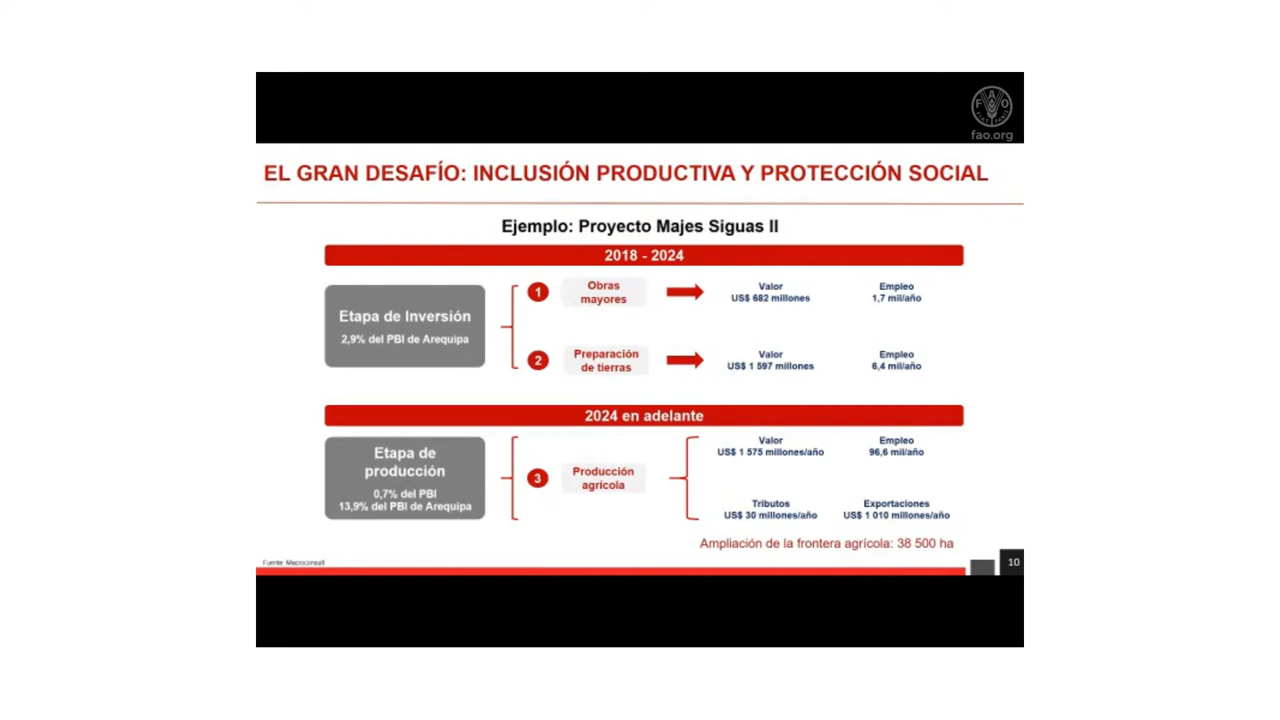 FAO
FIAT PANIS
fao.org
EL GRAN DESAFÍO: INCLUSIÓN PRODUCTIVA Y PROTECCIÓN SOCIAL
Ejemplo: Proyecto Majes Siguas II
2018 - 2024
Etapa de Inversión
2,9% del PBI de Arequipa
1
Obras
mayores
Valor
US$ 682 millones
Empleo
1,7 mil/año
2
Preparación
de tierras
Valor
US$ 1 597 millones
Empleo
6,4 mil/año
2024 en adelante
Etapa de
producción
0,7% del PBI
13,9% del PBI de Arequipa
3
Producción
agrícola
Valor
US$ 1 575 millones/año
Empleo
96,6 mil/año
Tributos
US$ 30 millones/año
Exportaciones
US$ 1 010 millones/año
Ampliación de la frontera agrícola: 38 500 ha
Fuente: Macroconsult
10